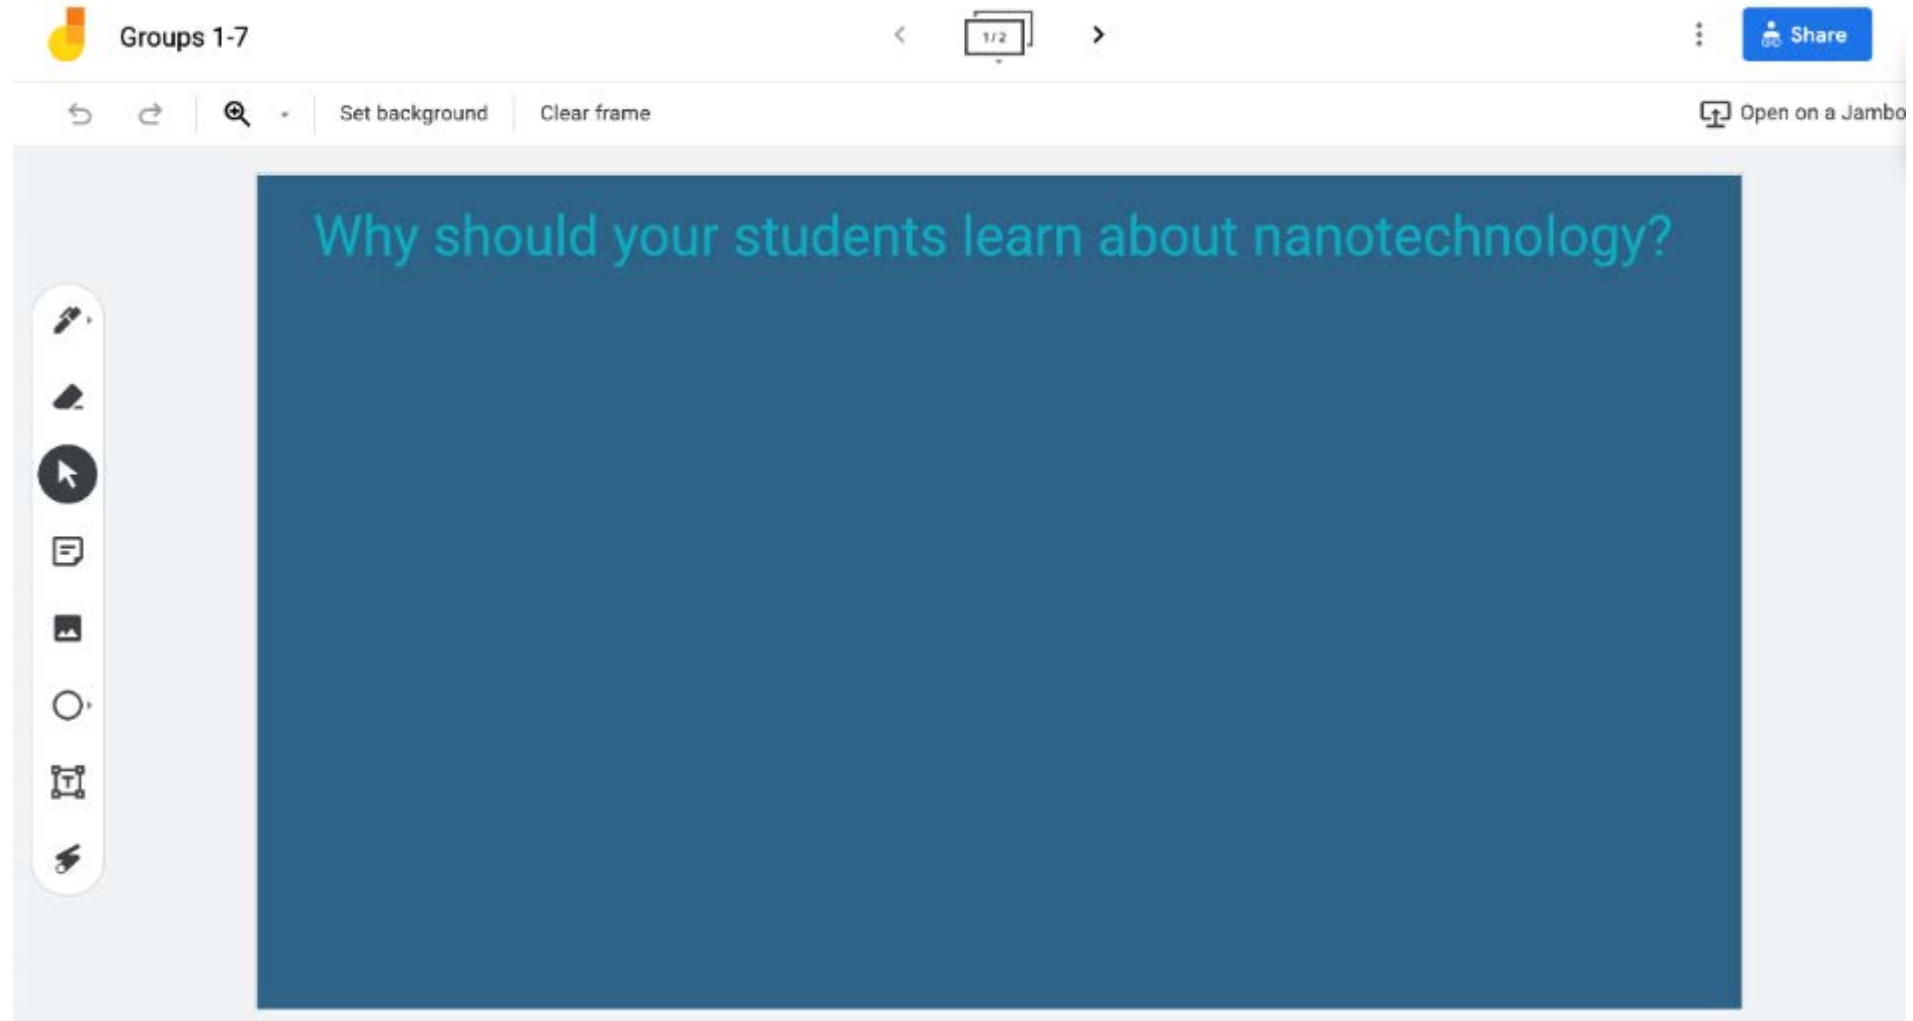 Groups 1-7
1/2
Share
Set background
Clear frame
Open on a Jambo
Why should your students learn about nanotechnology?
T